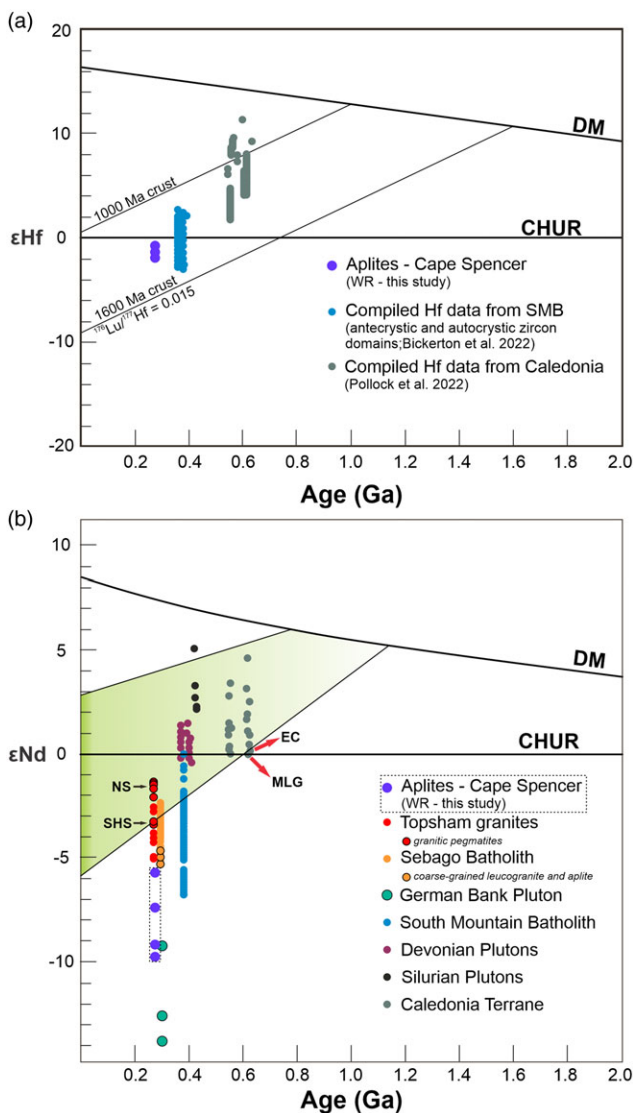 (a)
20
10
0
-10
20
εHf
DM
1000 Ma crust
CHUR
1600 Ma crust
¹⁷⁶Lu/¹⁷⁷Hf = 0.015
Aplites - Cape Spencer
(WR - this study)
Compiled Hf data from SMB
(antecrystic and autocrystic zircon
domains;Bickerton et al. 2022)
Compiled Hf data from Caledonia
(Pollock et al. 2022)
0.2 0.4 0.6 0.8 1.0 1.2 1.4 1.6 1.8 2.0
Age (Ga)
(b)
10
5
0
-5
-10
εNd
DM
CHUR
EC
MLG
NS
SHS
Aplites - Cape Spencer
(WR - this study)
Topsham granites
granitic pegmatites
Sebago Batholith
coarse-grained leucogranite and aplite
German Bank Pluton
South Mountain Batholith
Devonian Plutons
Silurian Plutons
Caledonia Terrane
0.2 0.4 0.6 0.8 1.0 1.2 1.4 1.6 1.8 2.0
Age (Ga)